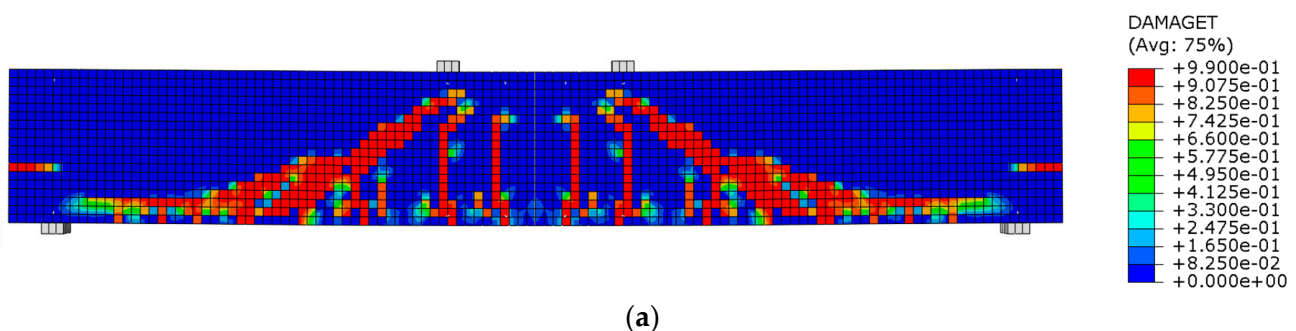 DAMAGET
(Avg: 75%)
+9.900e-01
+9.075e-01
+8.250e-01
+7.425e-01
+6.600e-01
+5.775e-01
+4.950e-01
+4.125e-01
+3.300e-01
+2.475e-01
+1.650e-01
+8.250e-02
+0.000e+00
(a)